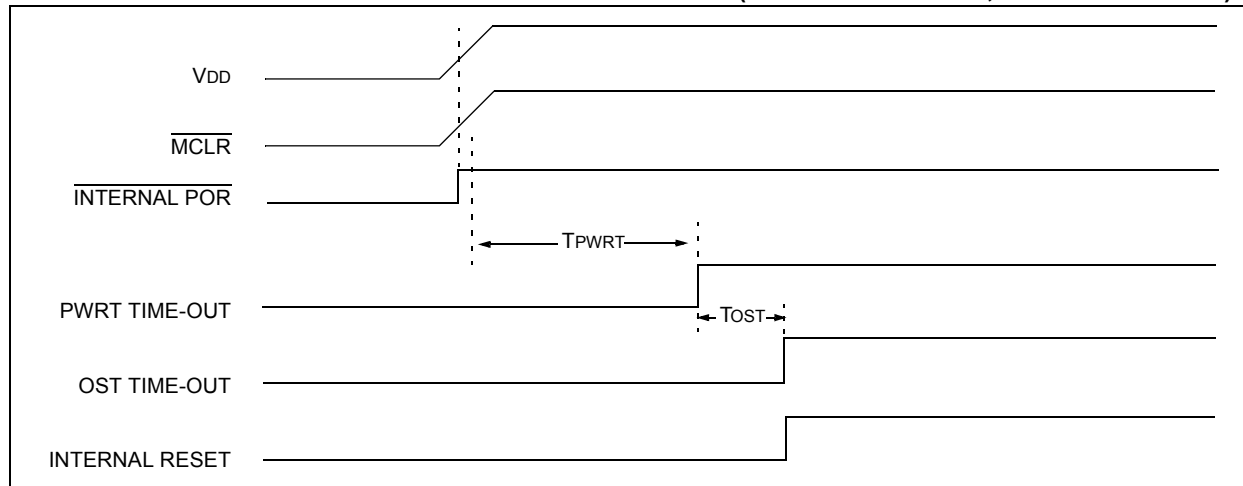 VDD
MCLR
INTERNAL POR
TPWRT
PWRT TIME-OUT
TOST
OST TIME-OUT
INTERNAL RESET